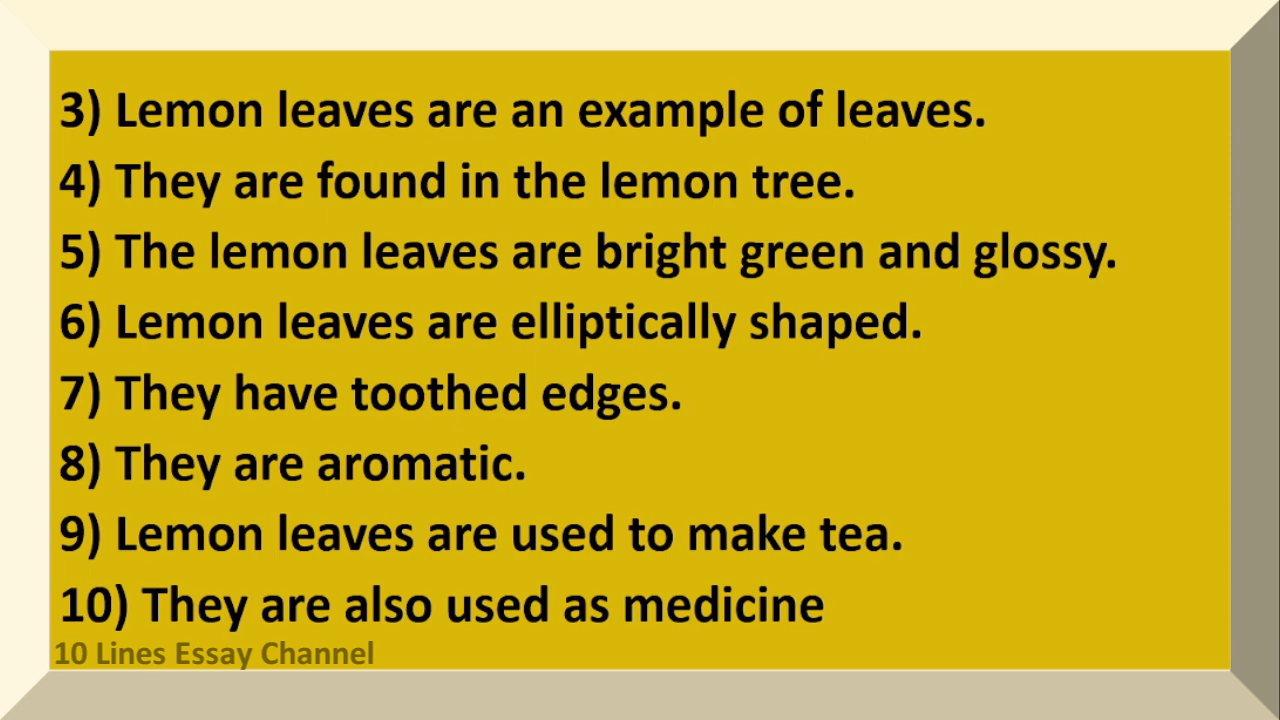 3) Lemon leaves are an example of leaves.
4) They are found in the lemon tree.
5) The lemon leaves are bright green and glossy.
6) Lemon leaves are elliptically shaped.
7) They have toothed edges.
8) They are aromatic.
9) Lemon leaves are used to make tea.
10) They are also used as medicine
10 Lines Essay Channel